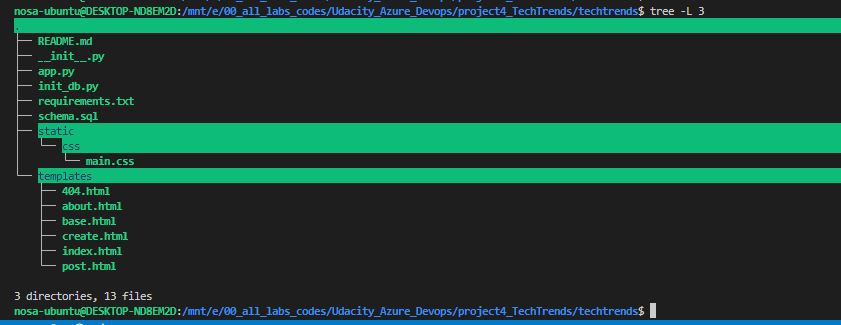 nosa-ubuntu@DESKTOP-ND8EM2D:/mnt/e/00_all_labs_codes/Udacity_Azure_Devops/project4_TechTrends/techtrends$ tree -L 3
.
├── README.md
├── __init__.py
├── app.py
├── init_db.py
├── requirements.txt
├── schema.sql
├── static
│   └── css
│       └── main.css
└── templates
    ├── 404.html
    ├── about.html
    ├── base.html
    ├── create.html
    ├── index.html
    └── post.html
3 directories, 13 files
nosa-ubuntu@DESKTOP-ND8EM2D:/mnt/e/00_all_labs_codes/Udacity_Azure_Devops/project4_TechTrends/techtrends$